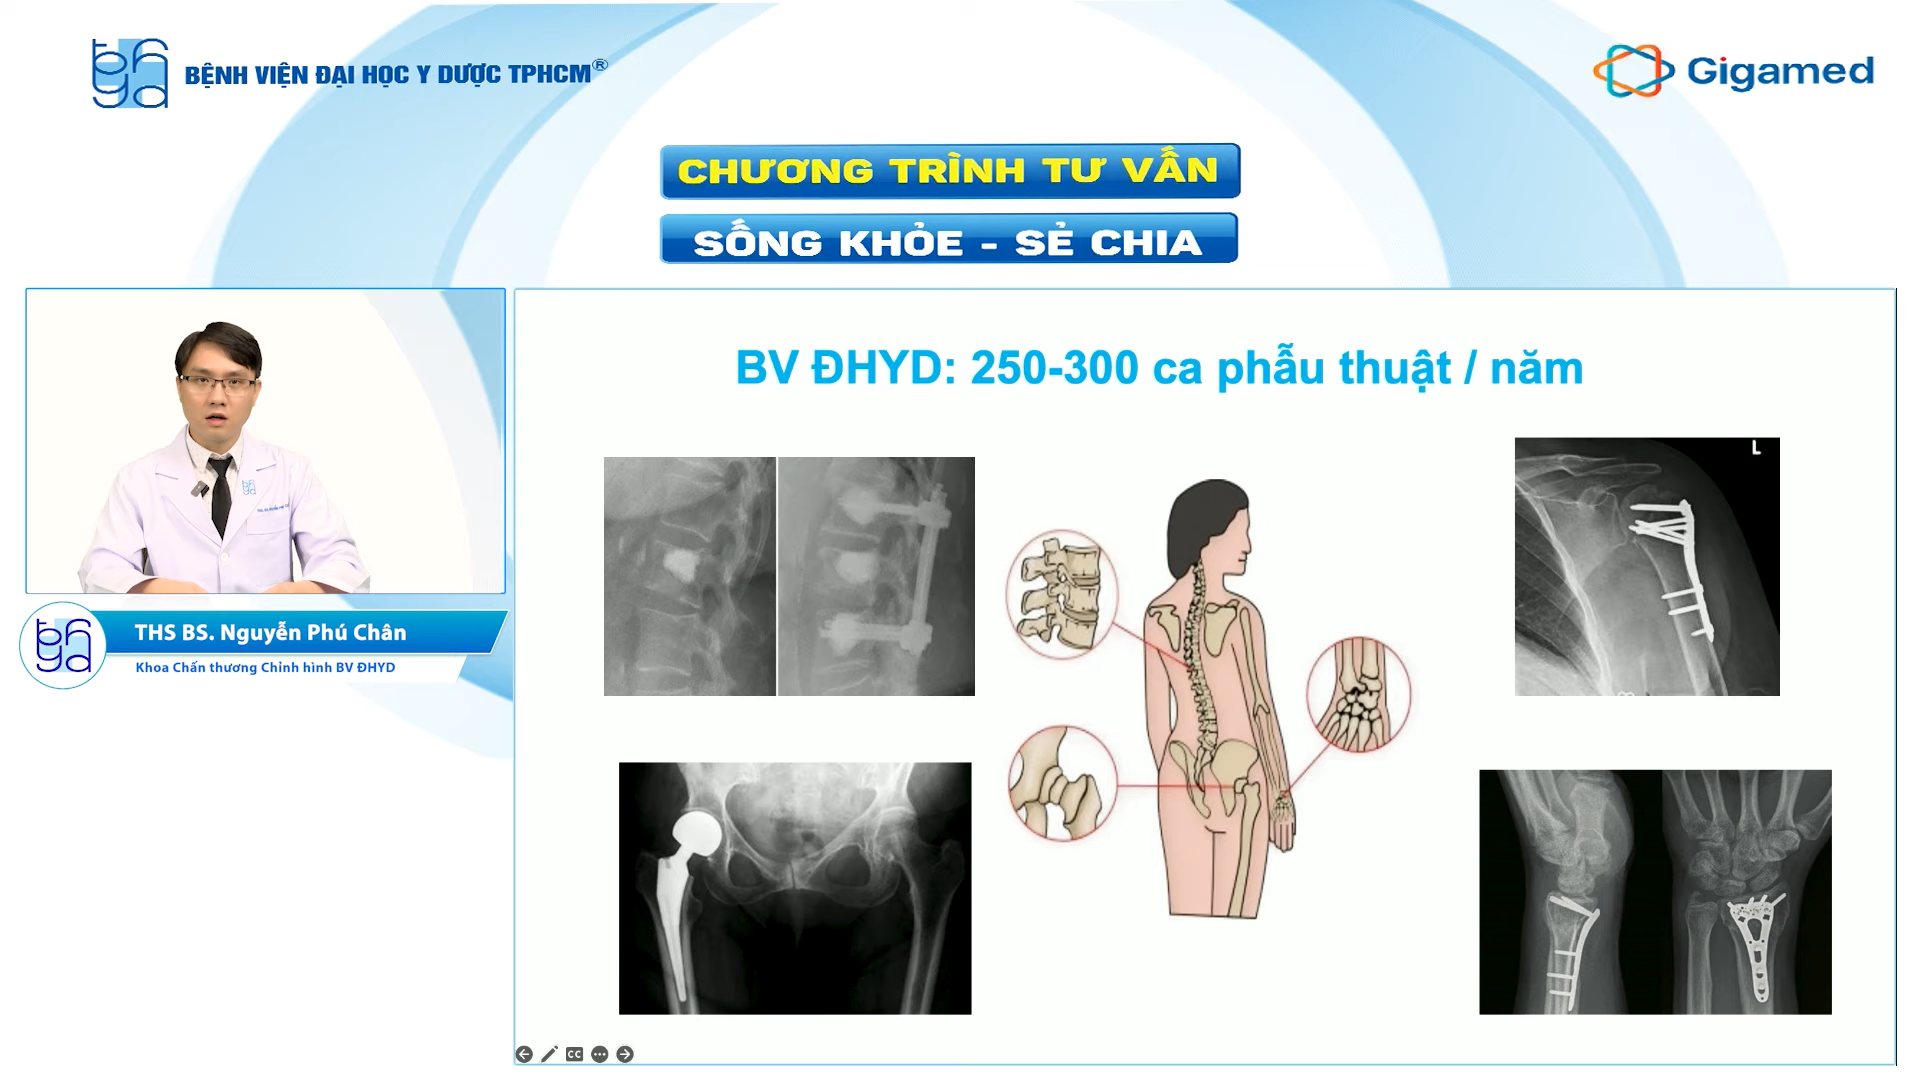 BỆNH VIỆN ĐẠI HỌC Y DƯỢC TPHCM®
Gigamed
CHƯƠNG TRÌNH TƯ VẤN
SỐNG KHỎE - SẺ CHIA
BV ĐHYD: 250-300 ca phẫu thuật / năm
L
THS BS. Nguyễn Phú Chân
Khoa Chấn thương Chỉnh hình BV ĐHYD
CC